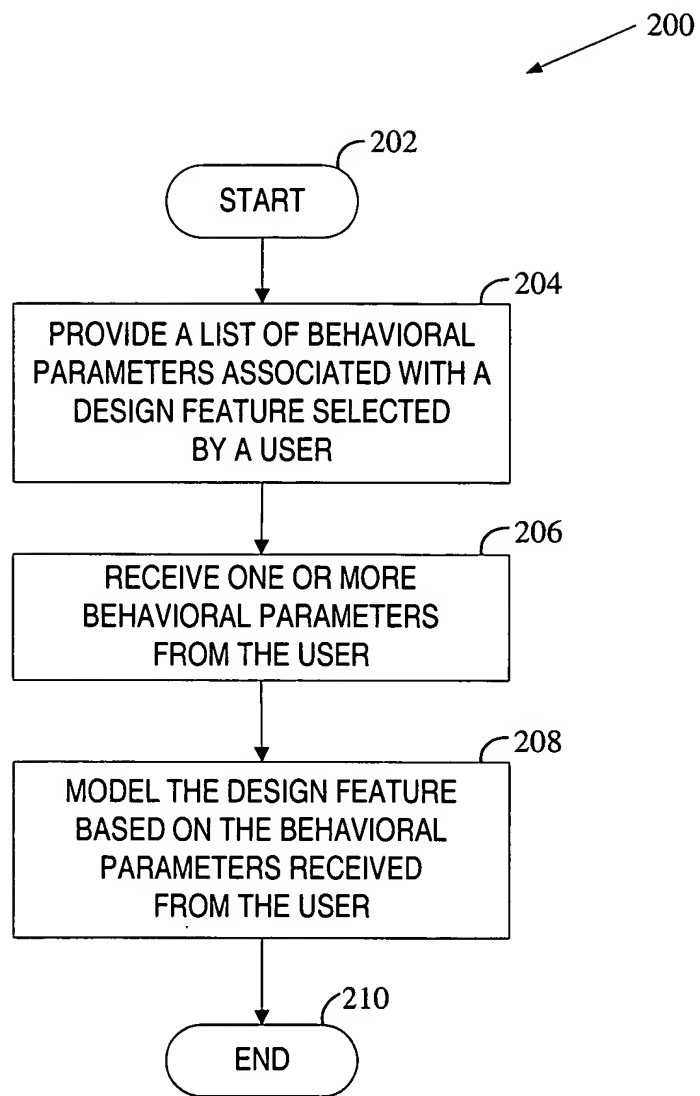 200
202
START
204
PROVIDE A LIST OF BEHAVIORAL
PARAMETERS ASSOCIATED WITH A
DESIGN FEATURE SELECTED
BY A USER
206
RECEIVE ONE OR MORE
BEHAVIORAL PARAMETERS
FROM THE USER
208
MODEL THE DESIGN FEATURE
BASED ON THE BEHAVIORAL
PARAMETERS RECEIVED
FROM THE USER
210
END